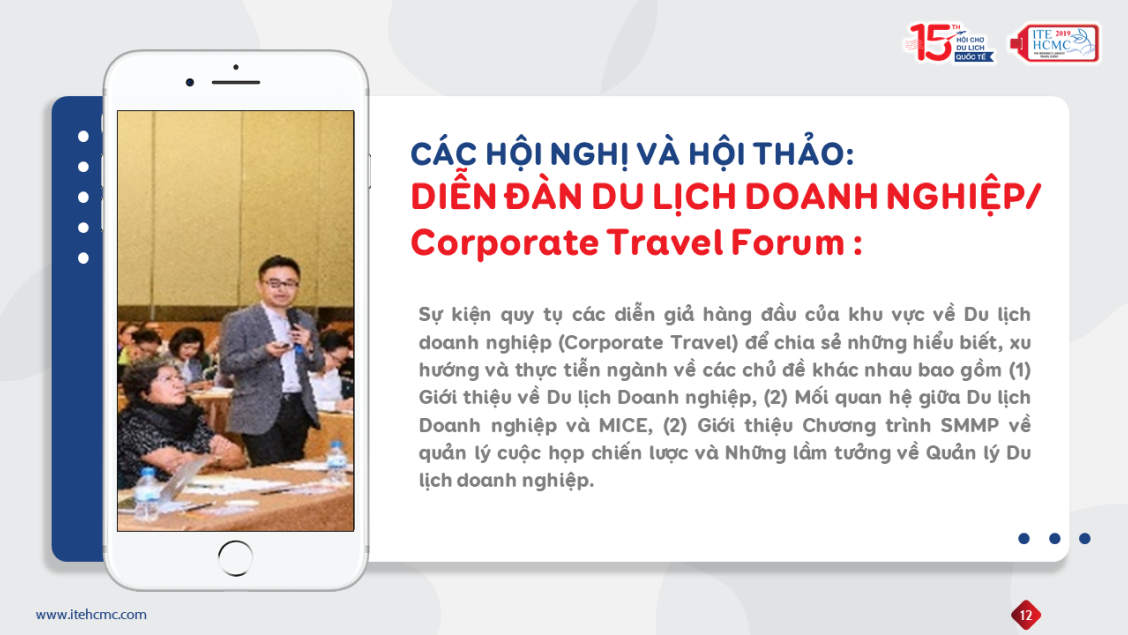 15TH
HỘI CHỢ
DU LỊCH
QUỐC TẾ
ITE 2019
HCMC
CÁC HỘI NGHỊ VÀ HỘI THẢO:
DIỄN ĐÀN DU LỊCH DOANH NGHIỆP/
Corporate Travel Forum :
Sự kiện quy tụ các diễn giả hàng đầu của khu vực về Du lịch
doanh nghiệp (Corporate Travel) để chia sẻ những hiểu biết, xu
hướng và thực tiễn ngành về các chủ đề khác nhau bao gồm (1)
Giới thiệu về Du lịch Doanh nghiệp, (2) Mối quan hệ giữa Du lịch
Doanh nghiệp và MICE, (2) Giới thiệu Chương trình SMMP về
quản lý cuộc họp chiến lược và Những lầm tưởng về Quản lý Du
lịch doanh nghiệp.
www.itehcmc.com
12